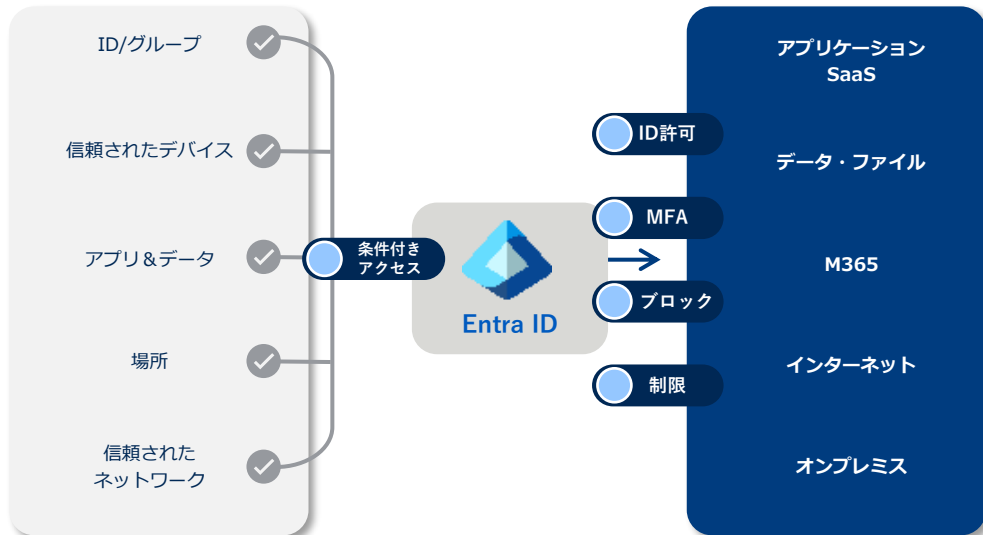 ID/グループ
信頼されたデバイス
アプリ&データ
場所
信頼された
ネットワーク
条件付き
アクセス
Entra ID
ID許可
MFA
ブロック
制限
アプリケーション
SaaS
データ・ファイル
M365
インターネット
オンプレミス